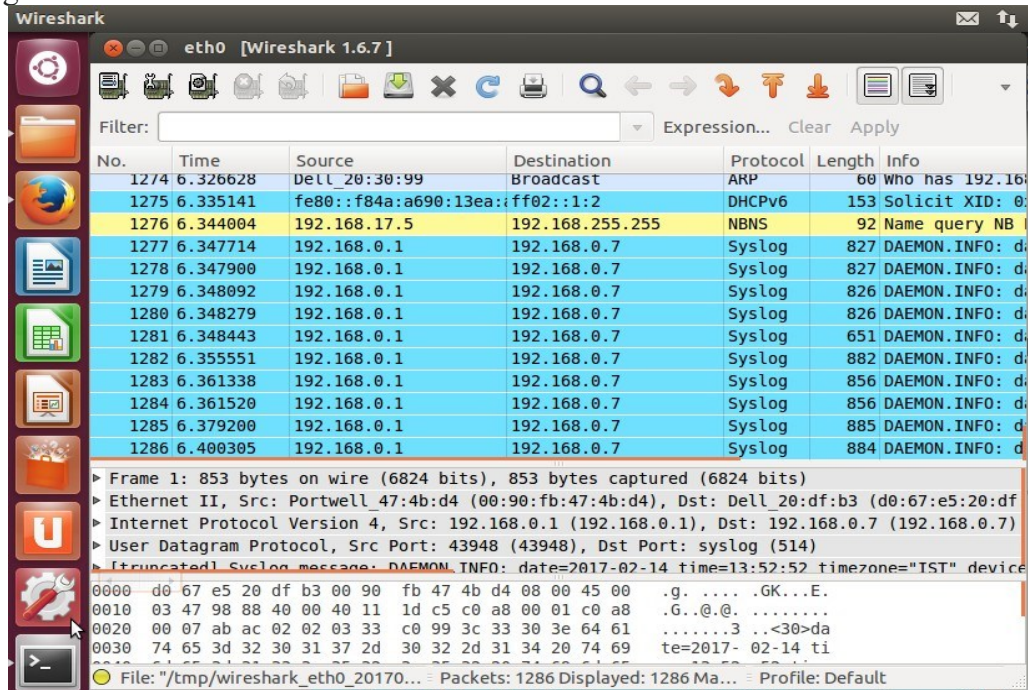 Wireshark
eth0 [Wireshark 1.6.7 ]
Filter: Expression... Clear Apply
No. Time Source Destination Protocol Length Info
1274 6.326628 Dell_20:30:99 Broadcast ARP 60 Who has 192.16
1275 6.335141 fe80::f84a:a690:13ea: ff02::1:2 DHCPv6 153 Solicit XID: 0
1276 6.344004 192.168.17.5 192.168.255.255 NBNS 92 Name query NB
1277 6.347714 192.168.0.1 192.168.0.7 Syslog 827 DAEMON.INFO: d
1278 6.347900 192.168.0.1 192.168.0.7 Syslog 827 DAEMON.INFO: d
1279 6.348092 192.168.0.1 192.168.0.7 Syslog 826 DAEMON.INFO: d
1280 6.348279 192.168.0.1 192.168.0.7 Syslog 826 DAEMON.INFO: d
1281 6.348443 192.168.0.1 192.168.0.7 Syslog 651 DAEMON.INFO: d
1282 6.355551 192.168.0.1 192.168.0.7 Syslog 882 DAEMON.INFO: d
1283 6.361338 192.168.0.1 192.168.0.7 Syslog 856 DAEMON.INFO: d
1284 6.361520 192.168.0.1 192.168.0.7 Syslog 856 DAEMON.INFO: d
1285 6.379200 192.168.0.1 192.168.0.7 Syslog 885 DAEMON.INFO: d
1286 6.400305 192.168.0.1 192.168.0.7 Syslog 884 DAEMON.INFO: d
Frame 1: 853 bytes on wire (6824 bits), 853 bytes captured (6824 bits)
Ethernet II, Src: Portwell_47:4b:d4 (00:90:fb:47:4b:d4), Dst: Dell_20:df:b3 (d0:67:e5:20:df
Internet Protocol Version 4, Src: 192.168.0.1 (192.168.0.1), Dst: 192.168.0.7 (192.168.0.7)
User Datagram Protocol, Src Port: 43948 (43948), Dst Port: syslog (514)
[truncated] Syslog message: DAEMON.INFO: date=2017-02-14 time=13:52:52 timezone="IST" device
0000 d0 67 e5 20 df b3 00 90 fb 47 4b d4 08 00 45 00 .g. .... .GK...E.
0010 03 47 98 88 40 00 40 11 1d c5 c0 a8 00 01 c0 a8 .G..@.@. ........
0020 00 07 ab ac 02 02 03 33 c0 99 3c 33 30 3e 64 61 .......3 ..<30>da
0030 74 65 3d 32 30 31 37 2d 30 32 2d 31 34 20 74 69 te=2017- 02-14 ti
File: "/tmp/wireshark_eth0_20170... Packets: 1286 Displayed: 1286 Ma... Profile: Default